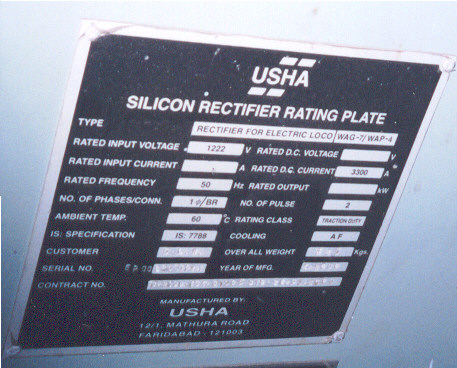 USHA
SILICON RECTIFIER RATING PLATE
TYPE RECTIFIER FOR ELECTRIC LOCO WAG-7/ WAP-4
RATED INPUT VOLTAGE 1222 V RATED D.C. VOLTAGE V
RATED INPUT CURRENT A RATED D.C. CURRENT 3300 A
RATED FREQUENCY 50 Hz RATED OUTPUT kW
NO. OF PHASES/CONN. 1ø/BR NO. OF PULSE 2
AMBIENT TEMP. 60 °C RATING CLASS TRACTION DUTY
IS: SPECIFICATION IS: 7788 COOLING A F
CUSTOMER OVER ALL WEIGHT Kgs.
SERIAL NO. YEAR OF MFG.
CONTRACT NO.
MANUFACTURED BY:
USHA
12/1, MATHURA ROAD
FARIDABAD - 121003